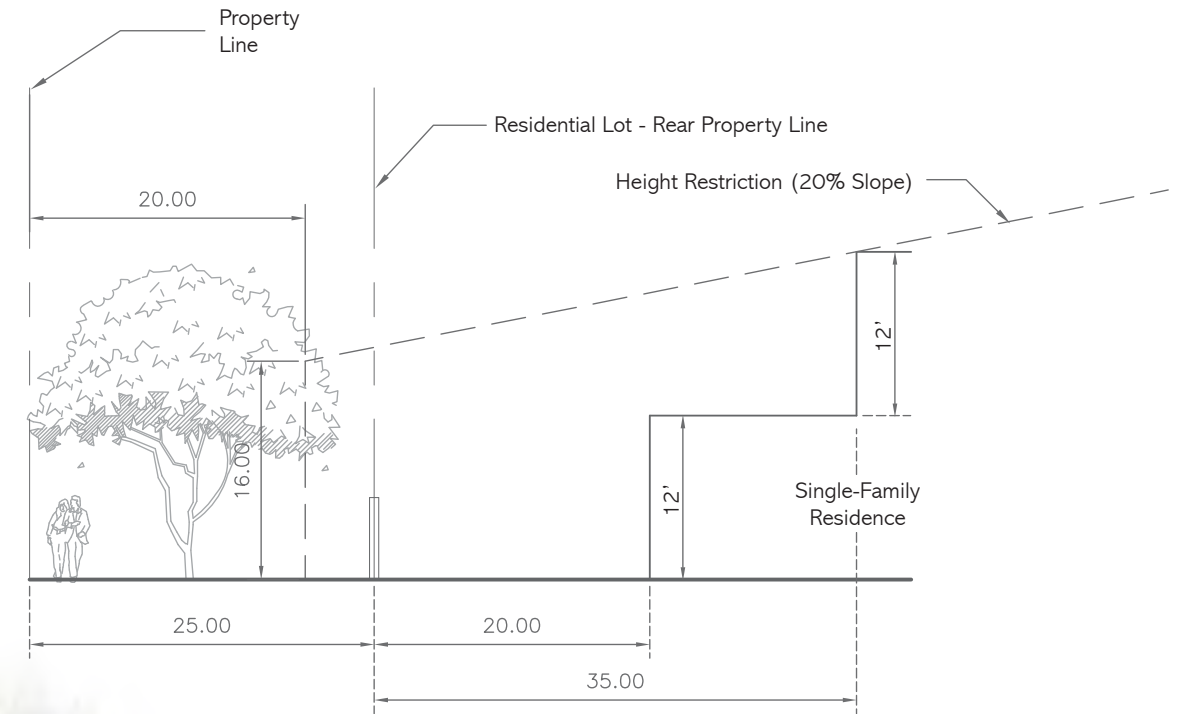 Property
Line
Residential Lot - Rear Property Line
Height Restriction (20% Slope)
20.00
12'
16.00
12'
Single-Family
Residence
25.00
20.00
35.00